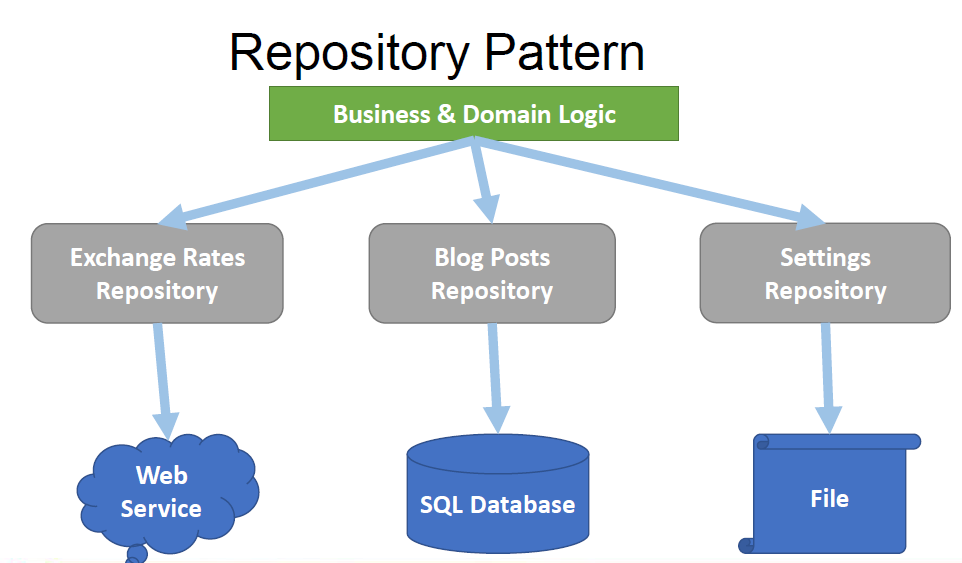 Repository Pattern
Business & Domain Logic
Exchange Rates
Repository
Blog Posts
Repository
Settings
Repository
Web
Service
SQL Database
File